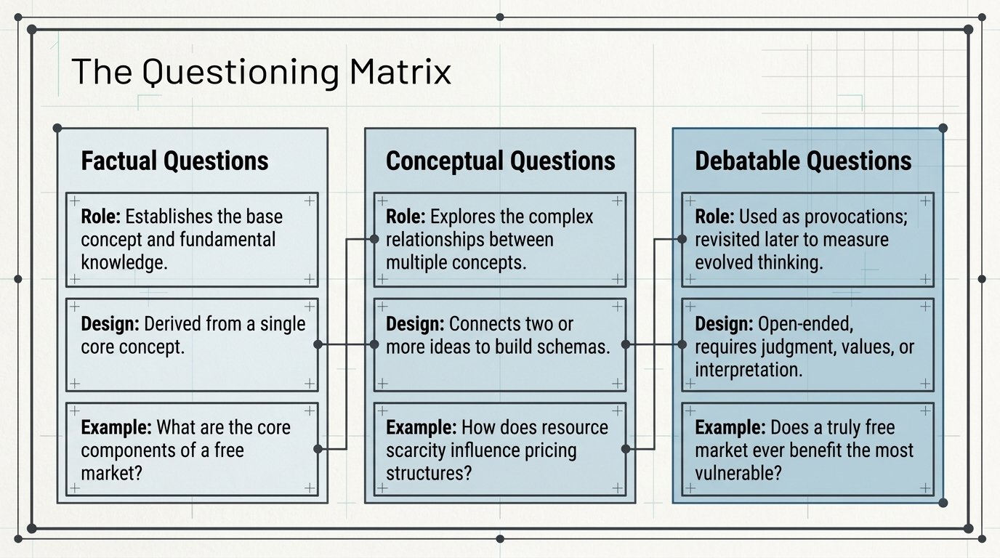 The Questioning Matrix
Factual Questions
Role: Establishes the base
concept and fundamental
knowledge.
Design: Derived from a single
core concept.
Example: What are the core
components of a free
market?
Conceptual Questions
Role: Explores the complex
relationships between
multiple concepts.
Design: Connects two or
more ideas to build schemas.
Example: How does resource
scarcity influence pricing
structures?
Debatable Questions
Role: Used as provocations;
revisited later to measure
evolved thinking.
Design: Open-ended,
requires judgment, values, or
interpretation.
Example: Does a truly free
market ever benefit the most
vulnerable?